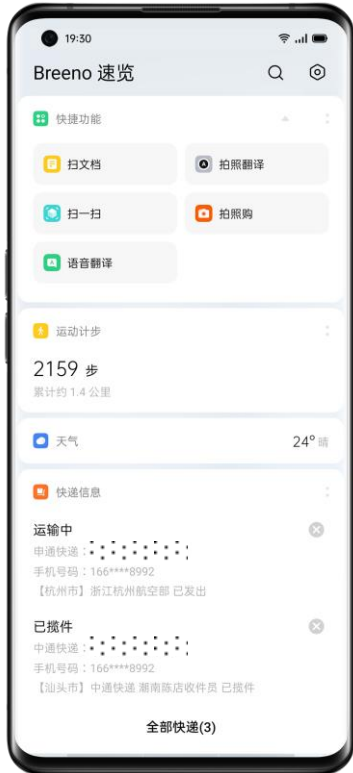 19:30
Breeno 速览
快捷功能
扫文档
拍照翻译
扫一扫
拍照购
语音翻译
运动计步
2159 步
累计约 1.4 公里
天气 24° 晴
快递信息
运输中
申通快递：
手机号码：166****8992
【杭州市】浙江杭州航空部 已发出
已揽件
中通快递：
手机号码：166****8992
【汕头市】中通快递 潮南陈店收件员 已揽件
全部快递(3)